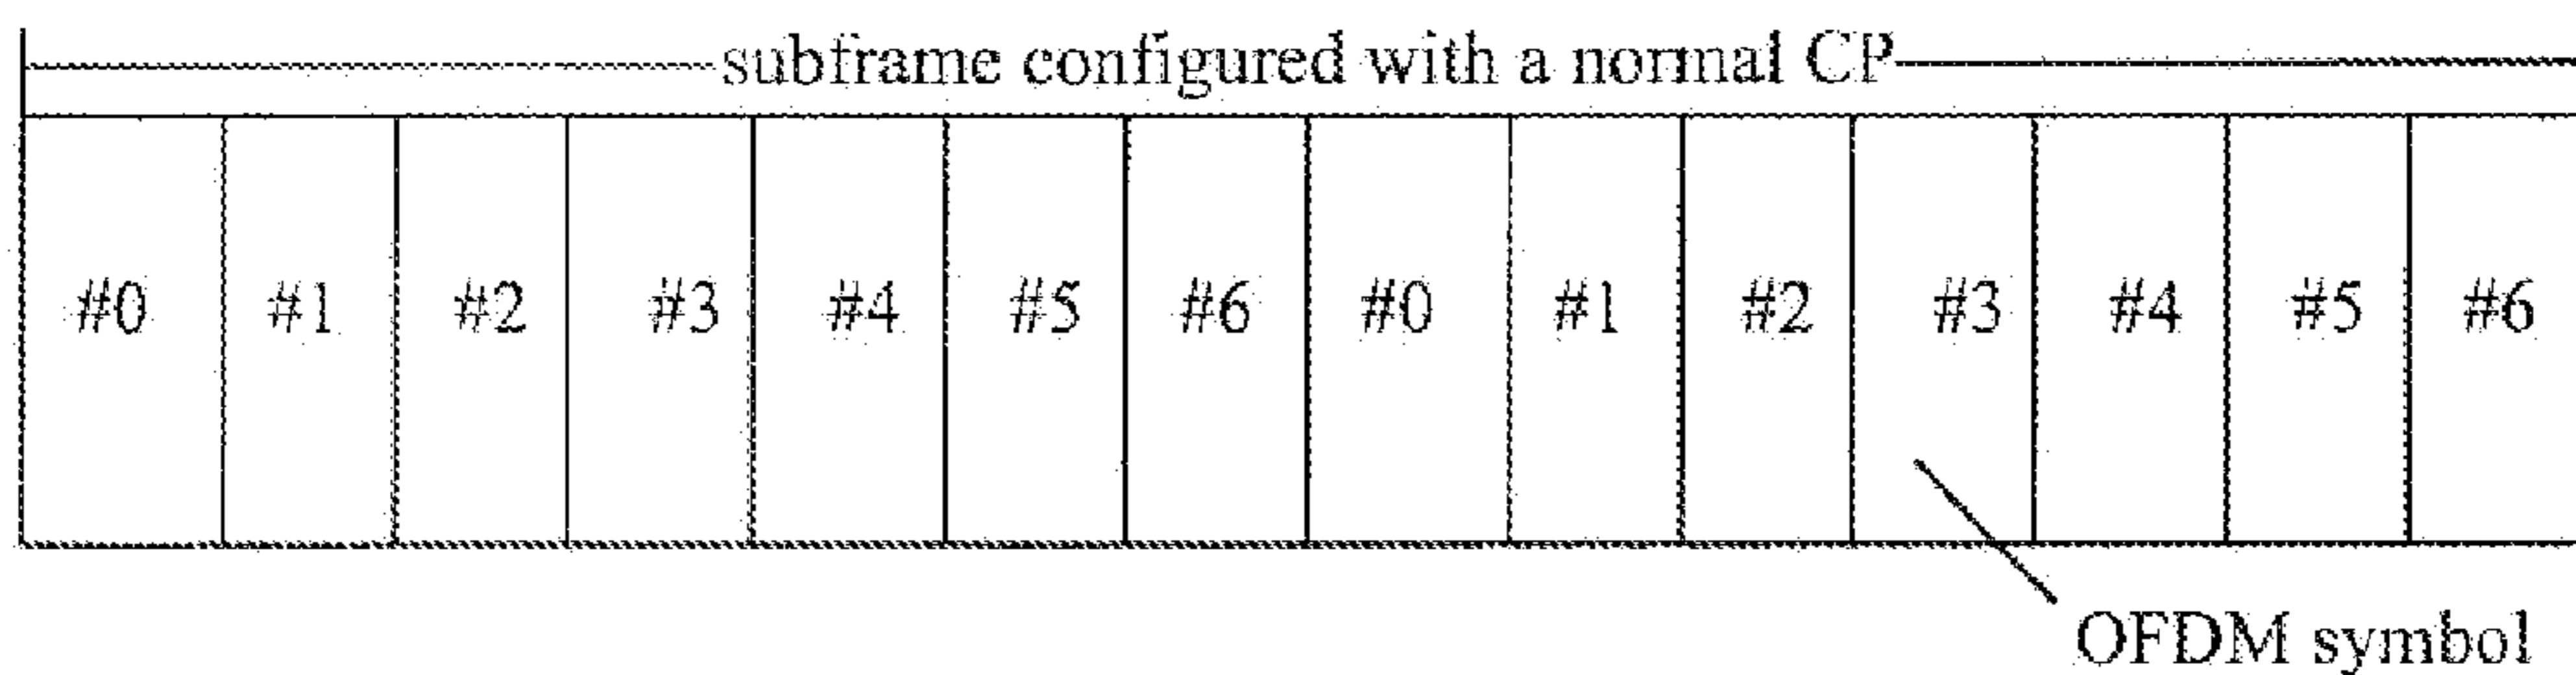 subframe configured with a normal CP
#0 #1 #2 #3 #4 #5 #6 #0 #1 #2 #3 #4 #5 #6
OFDM symbol